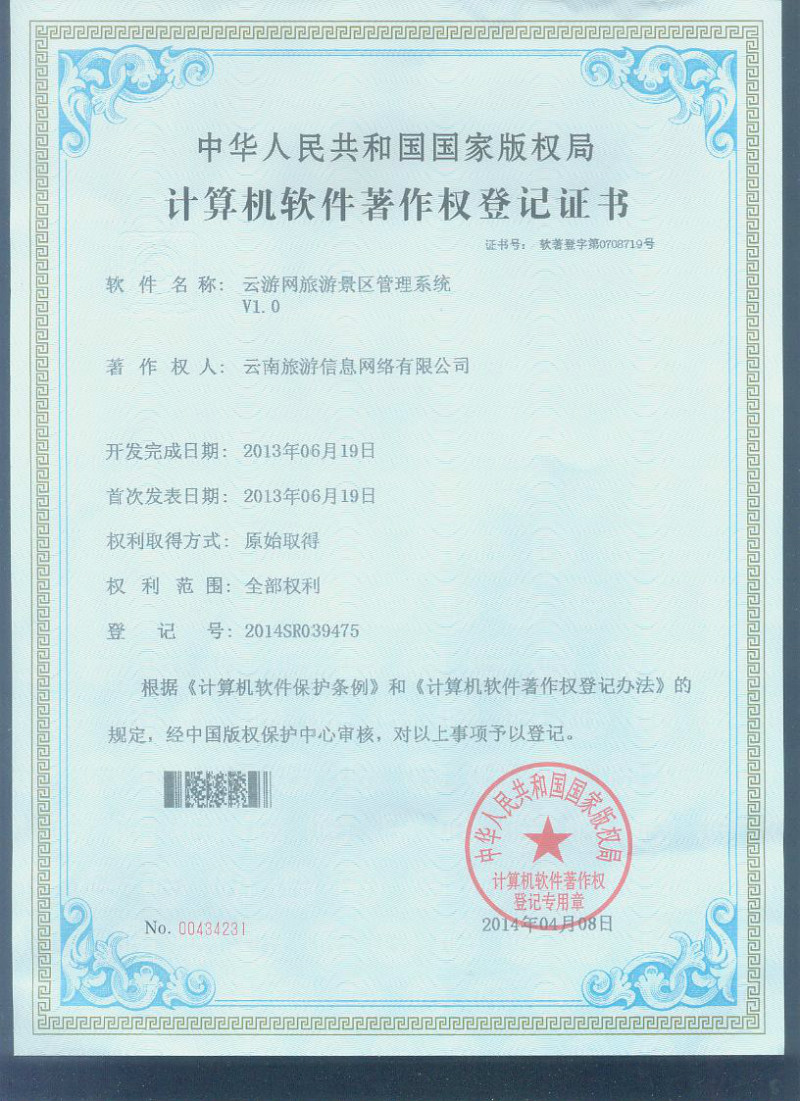 中华人民共和国国家版权局
计算机软件著作权登记证书
证书号： 软著登字第0708719号
软件名称： 云游网旅游景区管理系统
V1.0
著作权人： 云南旅游信息网络有限公司
开发完成日期： 2013年06月19日
首次发表日期： 2013年06月19日
权利取得方式： 原始取得
权利范围： 全部权利
登记号： 2014SR039475
根据《计算机软件保护条例》和《计算机软件著作权登记办法》的
规定，经中国版权保护中心审核，对以上事项予以登记。
中华人民共和国国家版权局
计算机软件著作权
登记专用章
No. 00434231
2014年04月08日